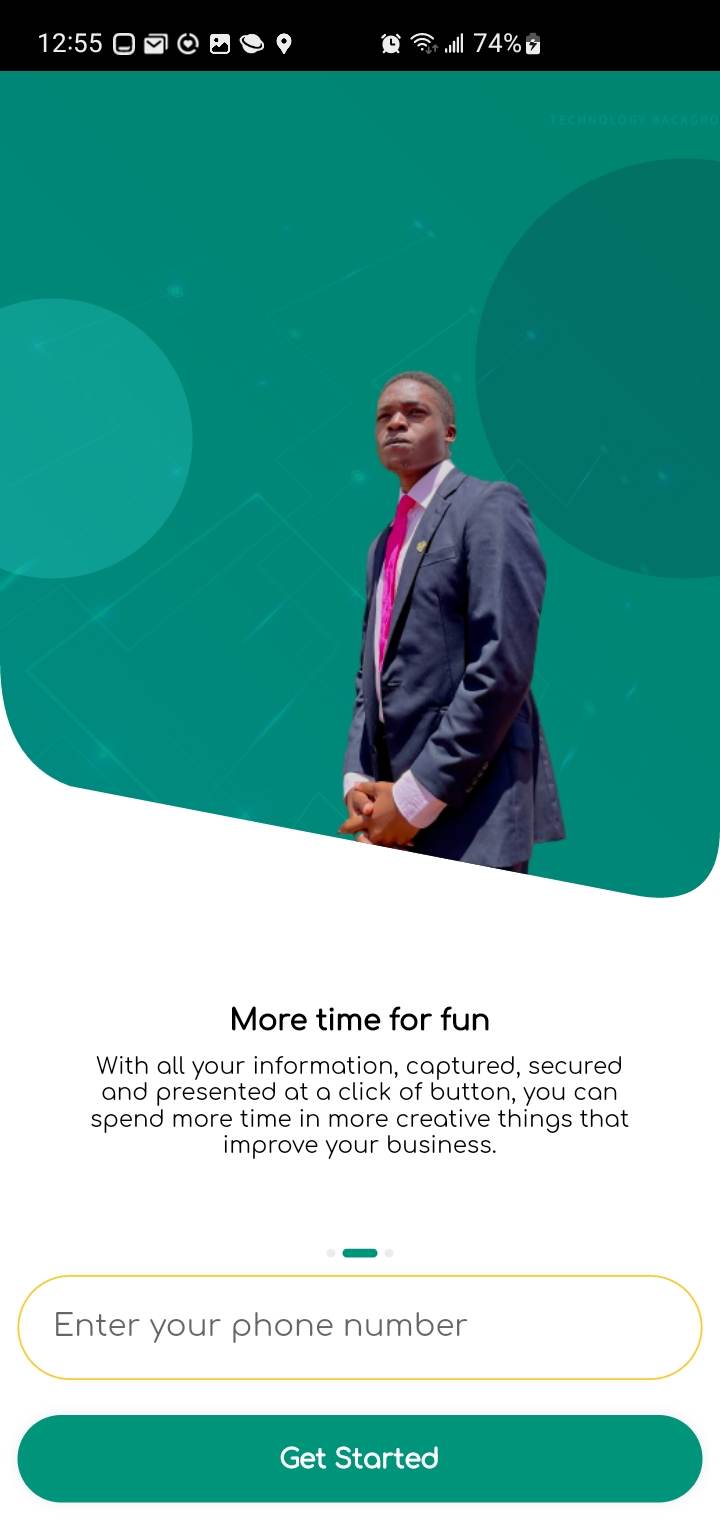 12:55
74%
TECHNOLOGY BACKGRO
More time for fun
With all your information, captured, secured
and presented at a click of button, you can
spend more time in more creative things that
improve your business.
Enter your phone number
Get Started